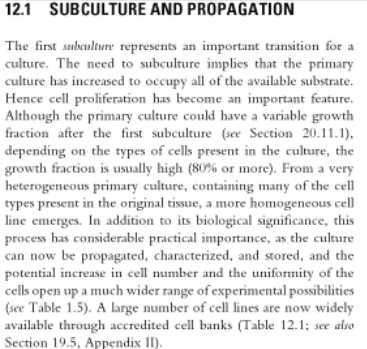 12.1 SUBCULTURE AND PROPAGATION
The first subculture represents an important transition for a
culture. The need to subculture implies that the primary
culture has increased to occupy all of the available substrate.
Hence cell proliferation has become an important feature.
Although the primary culture could have a variable growth
fraction after the first subculture (see Section 20.11.1),
depending on the types of cells present in the culture, the
growth fraction is usually high (80% or more). From a very
heterogeneous primary culture, containing many of the cell
types present in the original tissue, a more homogeneous cell
line emerges. In addition to its biological significance, this
process has considerable practical importance, as the culture
can now be propagated, characterized, and stored, and the
potential increase in cell number and the uniformity of the
cells open up a much wider range of experimental possibilities
(see Table 1.5). A large number of cell lines are now widely
available through accredited cell banks (Table 12.1; see also
Section 19.5, Appendix II).